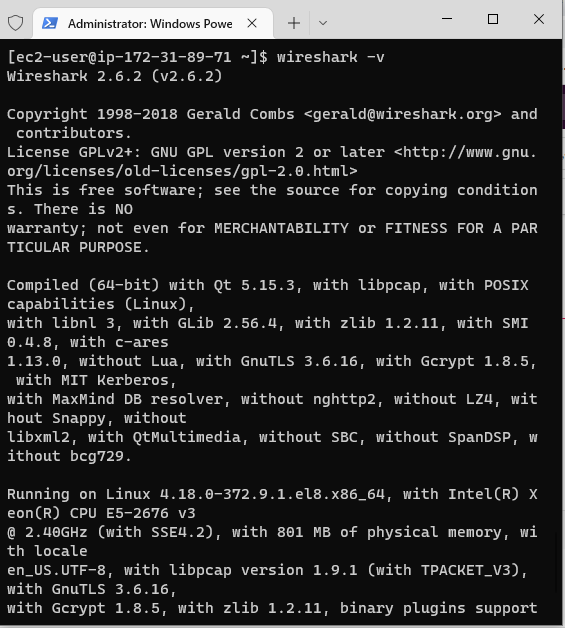 Administrator: Windows Powe
[ec2-user@ip-172-31-89-71 ~]$ wireshark -v
Wireshark 2.6.2 (v2.6.2)
Copyright 1998-2018 Gerald Combs <gerald@wireshark.org> and
 contributors.
License GPLv2+: GNU GPL version 2 or later <http://www.gnu.
org/licenses/old-licenses/gpl-2.0.html>
This is free software; see the source for copying condition
s. There is NO
warranty; not even for MERCHANTABILITY or FITNESS FOR A PAR
TICULAR PURPOSE.
Compiled (64-bit) with Qt 5.15.3, with libpcap, with POSIX
capabilities (Linux),
with libnl 3, with GLib 2.56.4, with zlib 1.2.11, with SMI
0.4.8, with c-ares
1.13.0, without Lua, with GnuTLS 3.6.16, with Gcrypt 1.8.5,
 with MIT Kerberos,
with MaxMind DB resolver, without nghttp2, without LZ4, wit
hout Snappy, without
libxml2, with QtMultimedia, without SBC, without SpanDSP, w
ithout bcg729.
Running on Linux 4.18.0-372.9.1.el8.x86_64, with Intel(R) X
eon(R) CPU E5-2676 v3
@ 2.40GHz (with SSE4.2), with 801 MB of physical memory, wi
th locale
en_US.UTF-8, with libpcap version 1.9.1 (with TPACKET_V3),
with GnuTLS 3.6.16,
with Gcrypt 1.8.5, with zlib 1.2.11, binary plugins support